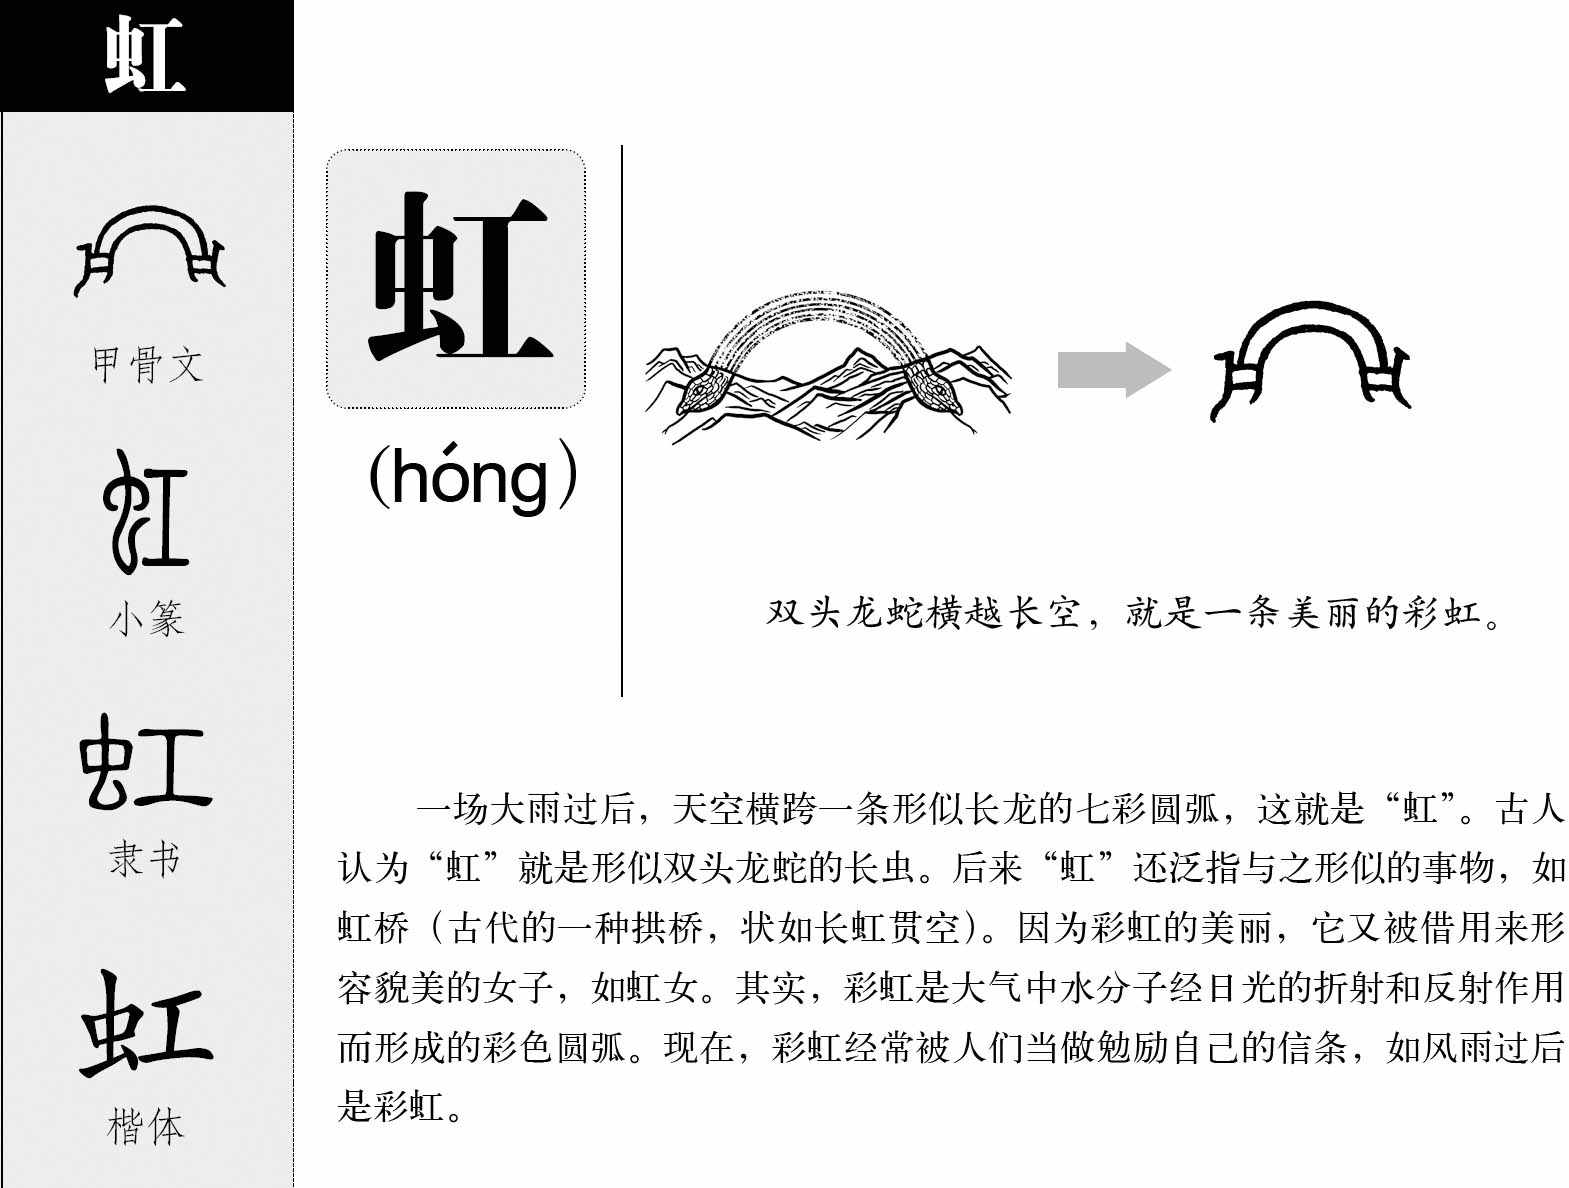 虹
甲骨文
小篆
隶书
楷体
虹
(hóng)
双头龙蛇横越长空，就是一条美丽的彩虹。
一场大雨过后，天空横跨一条形似长龙的七彩圆弧，这就是“虹”。古人
认为“虹”就是形似双头龙蛇的长虫。后来“虹”还泛指与之形似的事物，如
虹桥（古代的一种拱桥，状如长虹贯空）。因为彩虹的美丽，它又被借用来形
容貌美的女子，如虹女。其实，彩虹是大气中水分子经日光的折射和反射作用
而形成的彩色圆弧。现在，彩虹经常被人们当做勉励自己的信条，如风雨过后
是彩虹。